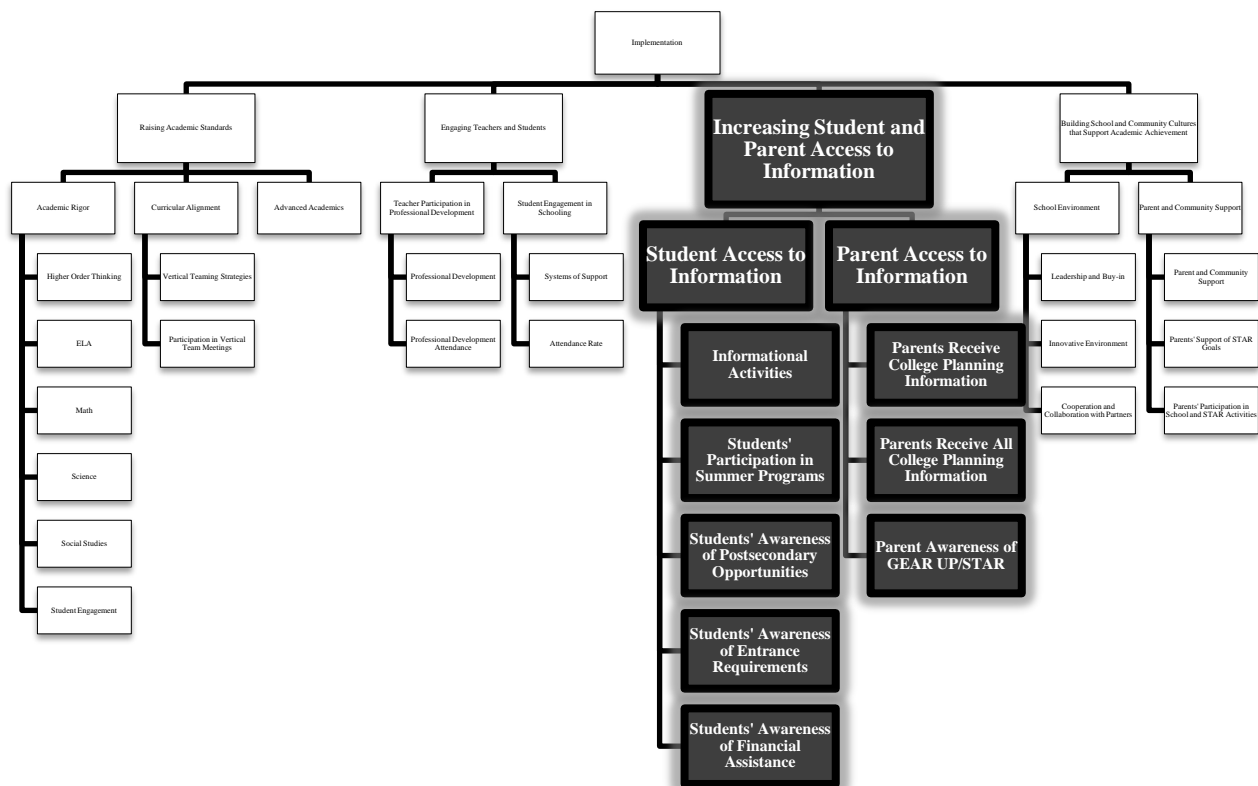 Implementation
Raising Academic Standards
Academic Rigor
Higher Order Thinking
ELA
Math
Science
Social Studies
Student Engagement
Curricular Alignment
Vertical Teaming Strategies
Participation in Vertical
Team Meetings
Advanced Academics
Engaging Teachers and Students
Teacher Participation in
Professional Development
Professional Development
Professional Development
Attendance
Student Engagement in
Schooling
Systems of Support
Attendance Rate
Increasing Student and
Parent Access to
Information
Student Access to
Information
Informational
Activities
Students'
Participation in
Summer Programs
Students' Awareness
of Postsecondary
Opportunities
Students' Awareness
of Entrance
Requirements
Students' Awareness
of Financial
Assistance
Parent Access to
Information
Parents Receive
College Planning
Information
Parents Receive All
College Planning
Information
Parent Awareness of
GEAR UP/STAR
Building School and Community Cultures
that Support Academic Achievement
School Environment
Leadership and Buy-in
Innovative Environment
Cooperation and
Collaboration with Partners
Parent and Community Support
Parent and Community
Support
Parents' Support of STAR
Goals
Parents' Participation in
School and STAR Activities